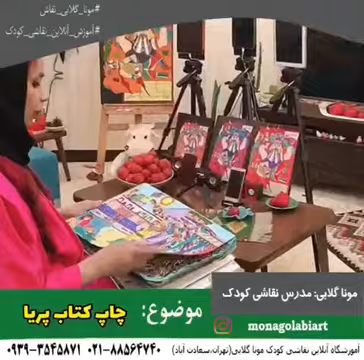 #مونا_گلابی_نقاش
#آموزش_آنلاین_نقاشی_کودک
مونا گلابی: مدرس نقاشی کودک
موضوع: چاپ کتاب پریا
monagolabiart
آموزشگاه آنلاین نقاشی کودک مونا گلابی(تهران،سعادت آباد) ۰۲۱-۸۸۵۶۴۷۴۰ ۰۹۳۹-۳۵۴۵۸۷۱